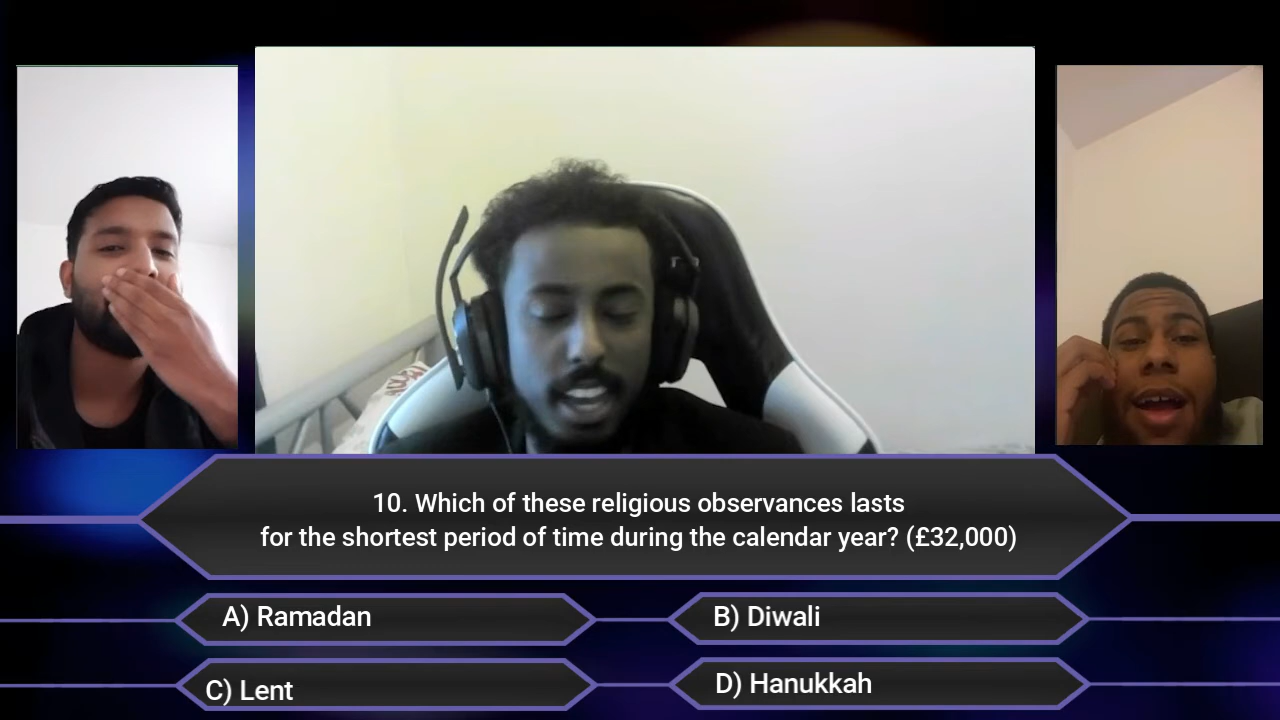 10. Which of these religious observances lasts
for the shortest period of time during the calendar year? (£32,000)
A) Ramadan
B) Diwali
C) Lent
D) Hanukkah